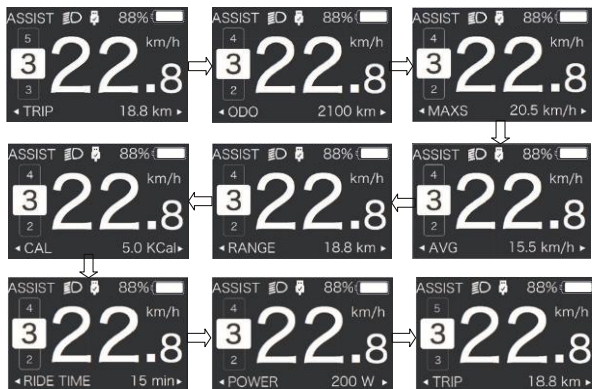 ASSIST 88%
5
km/h
3 22.8
3
TRIP 18.8 km
ASSIST 88%
4
km/h
3 22.8
2
ODO 2100 km
ASSIST 88%
4
km/h
3 22.8
2
MAXS 20.5 km/h
ASSIST 88%
4
km/h
3 22.8
2
CAL 5.0 KCal
ASSIST 88%
4
km/h
3 22.8
2
RANGE 18.8 km
ASSIST 88%
4
km/h
3 22.8
2
AVG 15.5 km/h
ASSIST 88%
4
km/h
3 22.8
2
RIDE TIME 15 min
ASSIST 88%
4
km/h
3 22.8
2
POWER 200 W
ASSIST 88%
5
km/h
3 22.8
3
TRIP 18.8 km